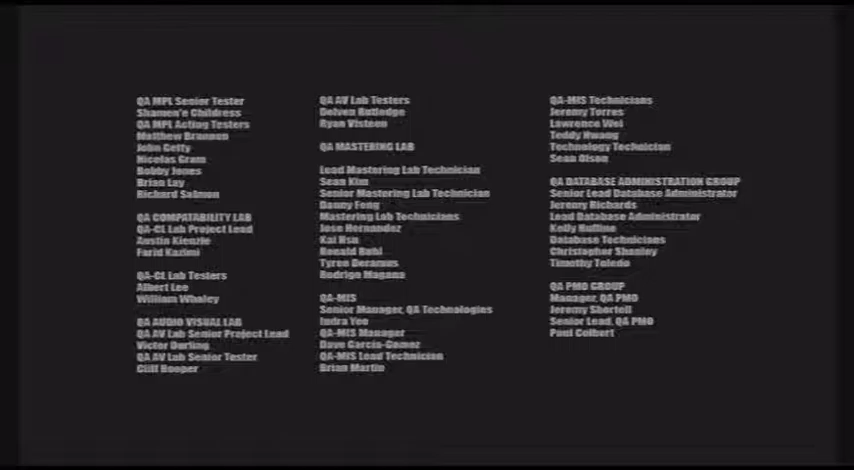 QA MPL Senior Tester
Shamen'e Childress
QA MPL Acting Testers
Matthew Brannan
John Getty
Nicolas Gram
Bobby Jones
Brian Lay
Richard Salmon
QA COMPATABILITY LAB
QA-CL Lab Project Lead
Austin Kienzle
Farid Kazimi
QA-CL Lab Testers
Albert Lee
William Whaley
QA AUDIO VISUAL LAB
QA AV Lab Senior Project Lead
Victor Durling
QA AV Lab Senior Tester
Cliff Hooper
QA AV Lab Testers
Delven Rutledge
Ryan Visteen
QA MASTERING LAB
Lead Mastering Lab Technician
Sean Kim
Senior Mastering Lab Technician
Danny Feng
Mastering Lab Technicians
Jose Hernandez
Kai Hsu
Ronald Ruhl
Tyree Deramus
Rodrigo Magana
QA-MIS
Senior Manager, QA Technologies
Indra Yee
QA-MIS Manager
Dave Garcia-Gomez
QA-MIS Lead Technician
Brian Martin
QA-MIS Technicians
Jeremy Torres
Lawrence Wei
Teddy Hwang
Technology Technician
Sean Olson
QA DATABASE ADMINISTRATION GROUP
Senior Lead Database Administrator
Jeremy Richards
Lead Database Administrator
Kelly Huffine
Database Technicians
Christopher Shanley
Timothy Toledo
QA PMO GROUP
Manager, QA PMO
Jeremy Shortell
Senior Lead, QA PMO
Paul Colbert